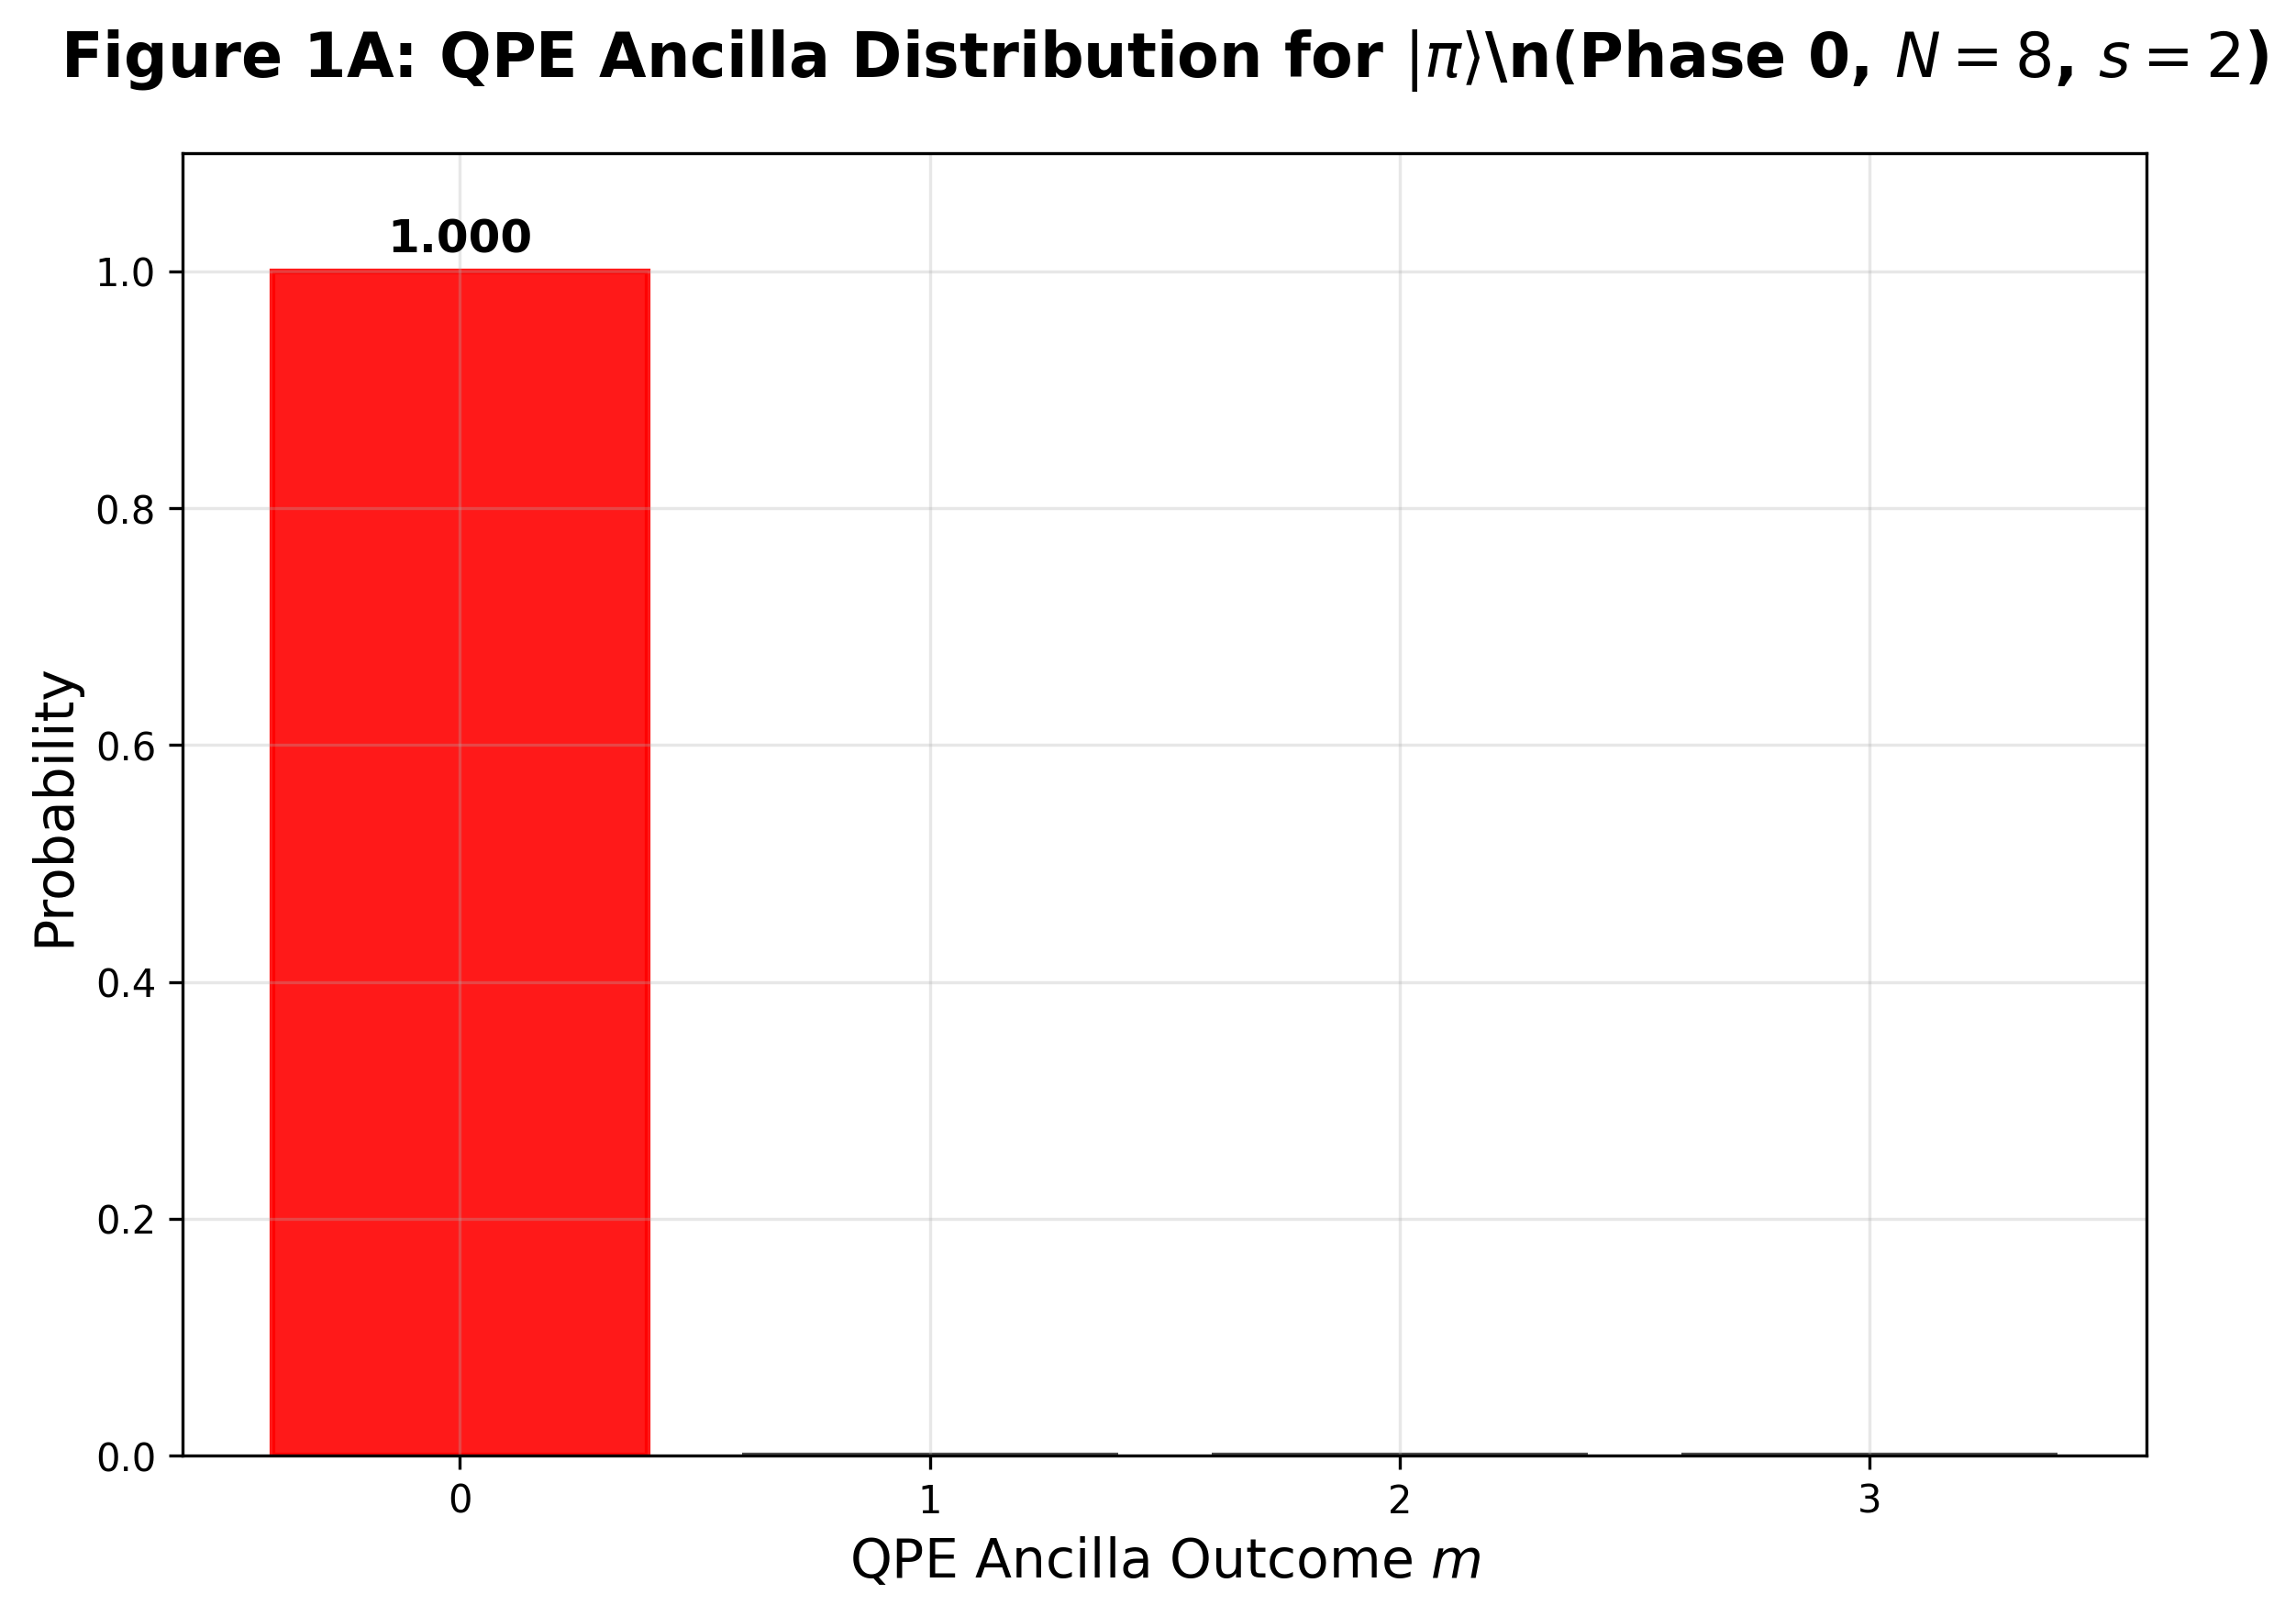 Figure 1A: QPE Ancilla Distribution for |π⟩\n(Phase 0, N = 8, s = 2)
1.000
1.0
0.8
0.6
0.4
0.2
0.0
Probability
0 1 2 3
QPE Ancilla Outcome m